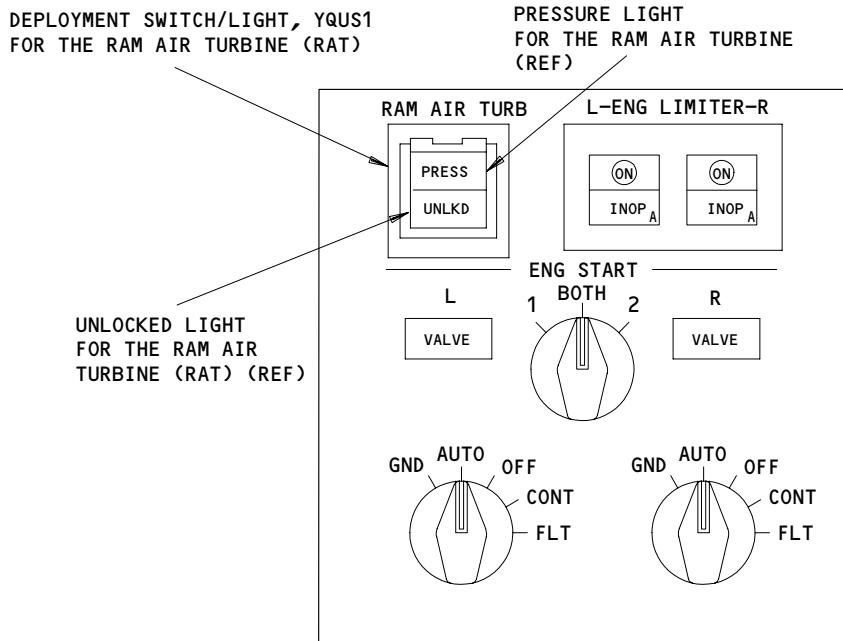 DEPLOYMENT SWITCH/LIGHT, YQUS1
FOR THE RAM AIR TURBINE (RAT)
PRESSURE LIGHT
FOR THE RAM AIR TURBINE
(REF)
RAM AIR TURB
L-ENG LIMITER-R
PRESS
UNLKD
ON
INOP A
ON
INOP A
UNLOCKED LIGHT
FOR THE RAM AIR
TURBINE (RAT) (REF)
ENG START
L
1
BOTH
2
R
VALVE
VALVE
GND
AUTO
OFF
CONT
FLT
GND
AUTO
OFF
CONT
FLT